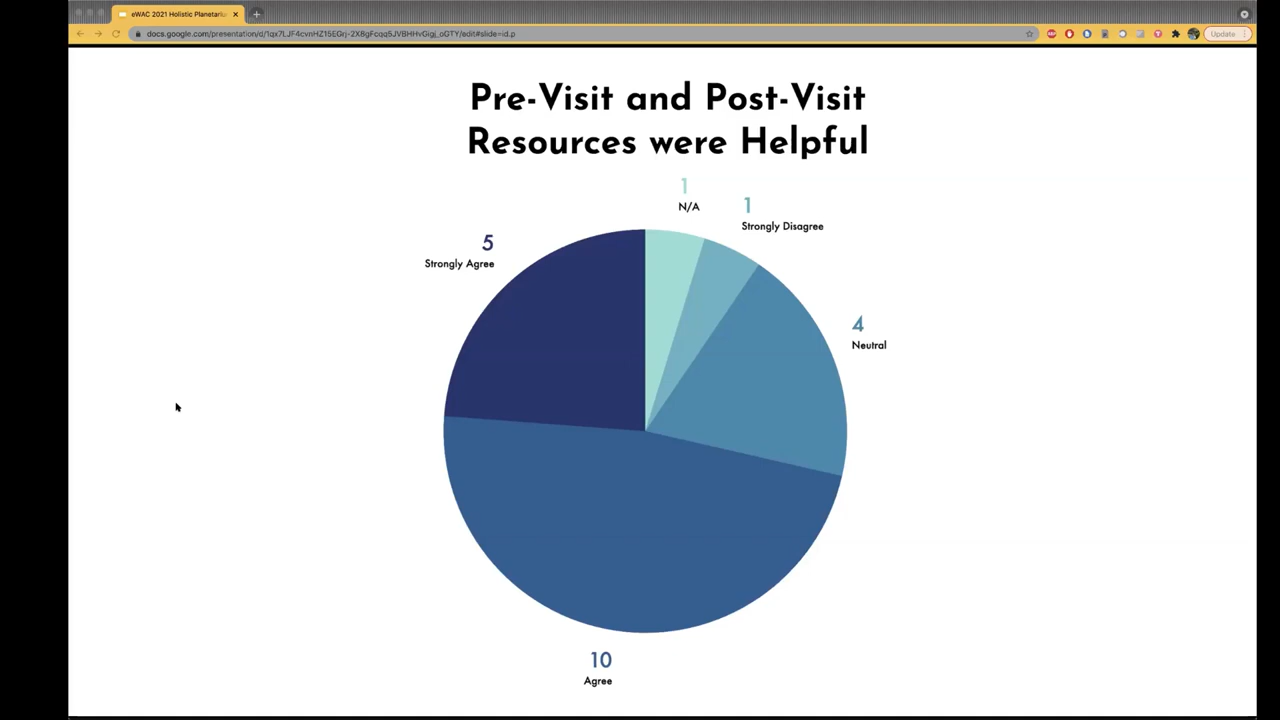 eWAC 2021 Holistic Planetariu
Update
Pre-Visit and Post-Visit
Resources were Helpful
1
N/A
1
Strongly Disagree
5
Strongly Agree
4
Neutral
10
Agree